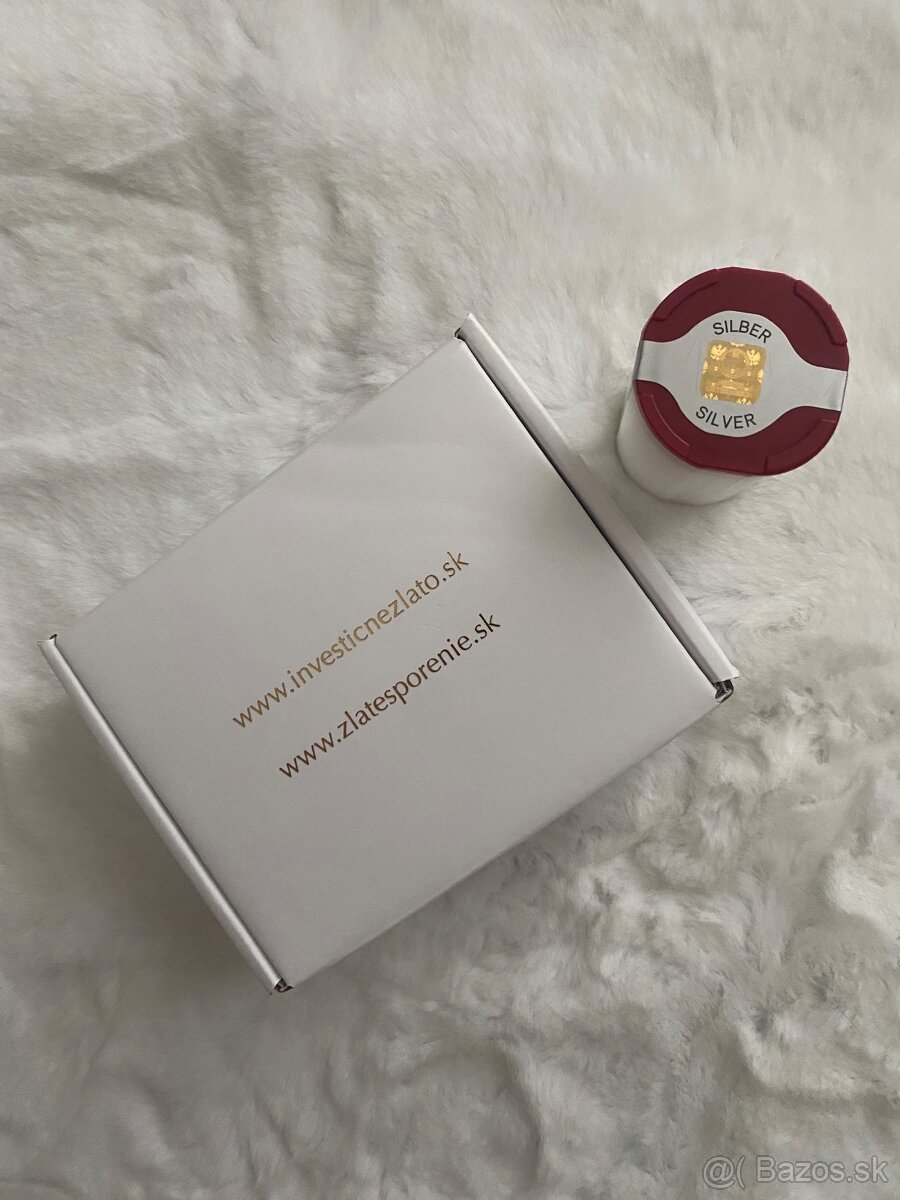 SILBER
SILVER
www.investicnezlato.sk
www.zlatesporenie.sk
@( Bazos.sk